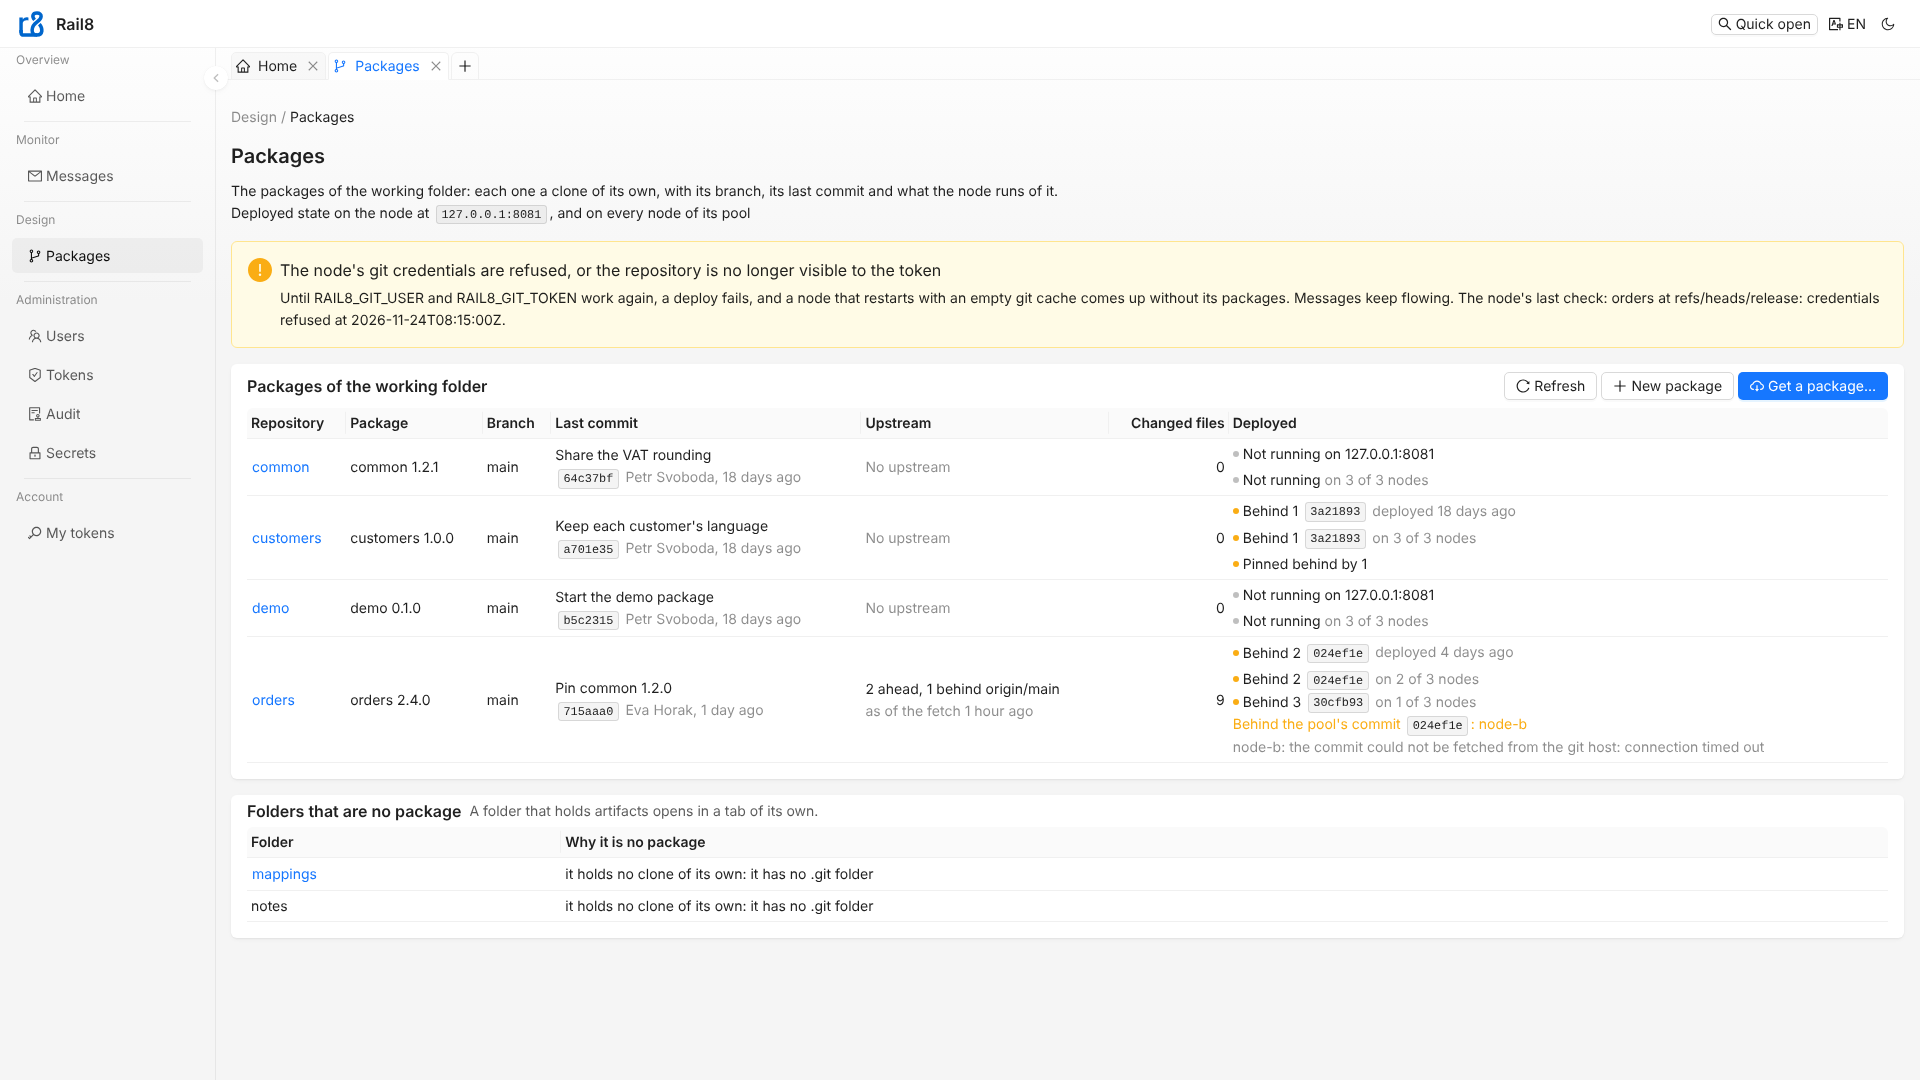 Rail8
Quick open
EN
Overview
Home
Monitor
Messages
Design
Packages
Administration
Users
Tokens
Audit
Secrets
Account
My tokens
Home
Packages
Design / Packages
Packages
The packages of the working folder: each one a clone of its own, with its branch, its last commit and what the node runs of it.
Deployed state on the node at 127.0.0.1:8081, and on every node of its pool
The node's git credentials are refused, or the repository is no longer visible to the token
Until RAIL8_GIT_USER and RAIL8_GIT_TOKEN work again, a deploy fails, and a node that restarts with an empty git cache comes up without its packages. Messages keep flowing. The node's last check: orders at refs/heads/release: credentials
refused at 2026-11-24T08:15:00Z.
Packages of the working folder
Refresh
New package
Get a package...
Repository Package Branch Last commit Upstream Changed files Deployed
common common 1.2.1 main Share the VAT rounding
64c37bf Petr Svoboda, 18 days ago
No upstream 0
Not running on 127.0.0.1:8081
Not running on 3 of 3 nodes
customers customers 1.0.0 main Keep each customer's language
a701e35 Petr Svoboda, 18 days ago
No upstream 0
Behind 1 3a21893 deployed 18 days ago
Behind 1 3a21893 on 3 of 3 nodes
Pinned behind by 1
demo demo 0.1.0 main Start the demo package
b5c2315 Petr Svoboda, 18 days ago
No upstream 0
Not running on 127.0.0.1:8081
Not running on 3 of 3 nodes
orders orders 2.4.0 main Pin common 1.2.0
715aaa0 Eva Horak, 1 day ago
2 ahead, 1 behind origin/main
as of the fetch 1 hour ago
9
Behind 2 024ef1e deployed 4 days ago
Behind 2 024ef1e on 2 of 3 nodes
Behind 3 30cfb93 on 1 of 3 nodes
Behind the pool's commit 024ef1e : node-b
node-b: the commit could not be fetched from the git host: connection timed out
Folders that are no package A folder that holds artifacts opens in a tab of its own.
Folder Why it is no package
mappings it holds no clone of its own: it has no .git folder
notes it holds no clone of its own: it has no .git folder